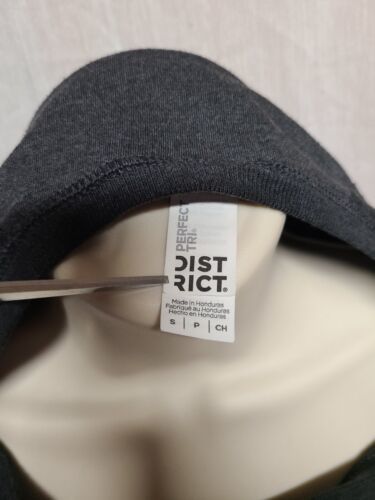 PERFECT
TRI®
DIST
RICT®
Made in Honduras
Fabriqué au Honduras
Hecho en Honduras
S | P | CH